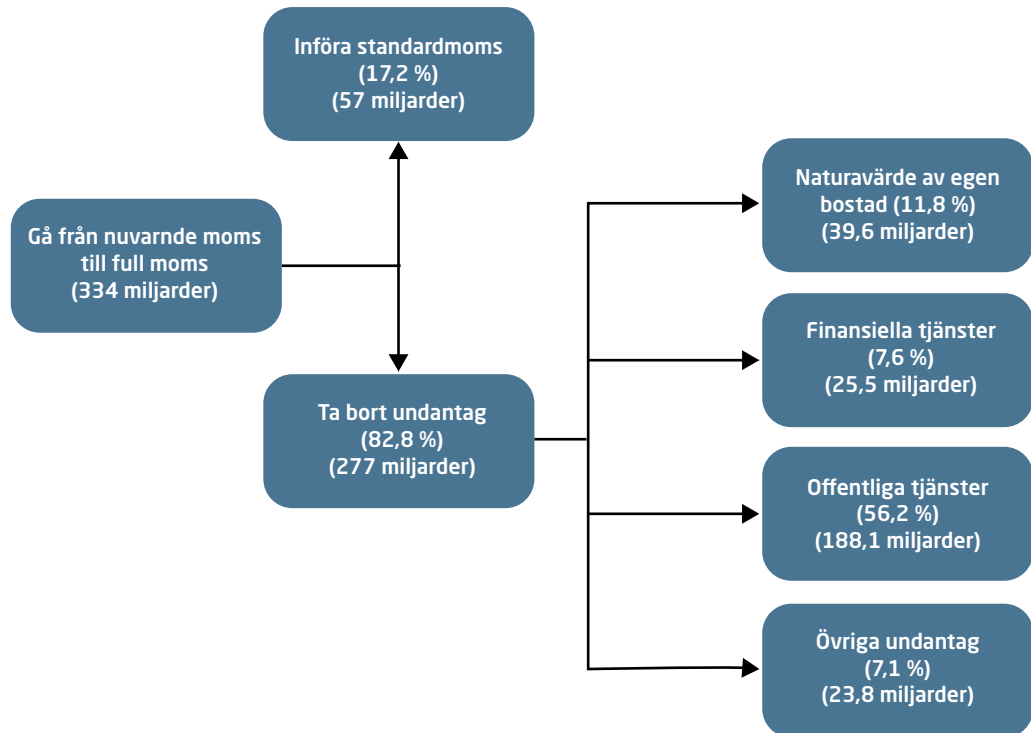 Införa standardmoms
(17,2 %)
(57 miljarder)
Gå från nuvarnde moms
till full moms
(334 miljarder)
Ta bort undantag
(82,8 %)
(277 miljarder)
Naturavärde av egen
bostad (11,8 %)
(39,6 miljarder)
Finansiella tjänster
(7,6 %)
(25,5 miljarder)
Offentliga tjänster
(56,2 %)
(188,1 miljarder)
Övriga undantag
(7,1 %)
(23,8 miljarder)